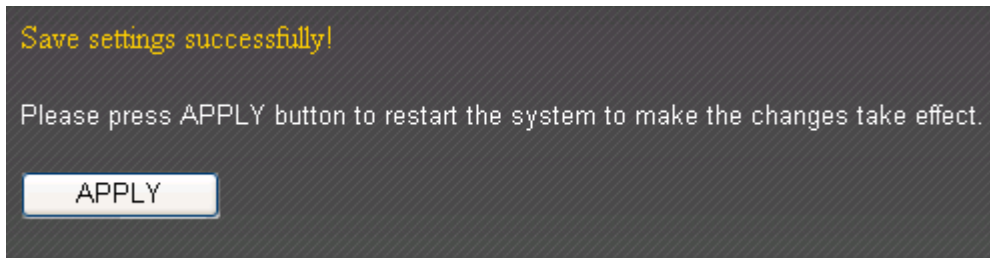 Save settings successfully!
Please press APPLY button to restart the system to make the changes take effect.
APPLY